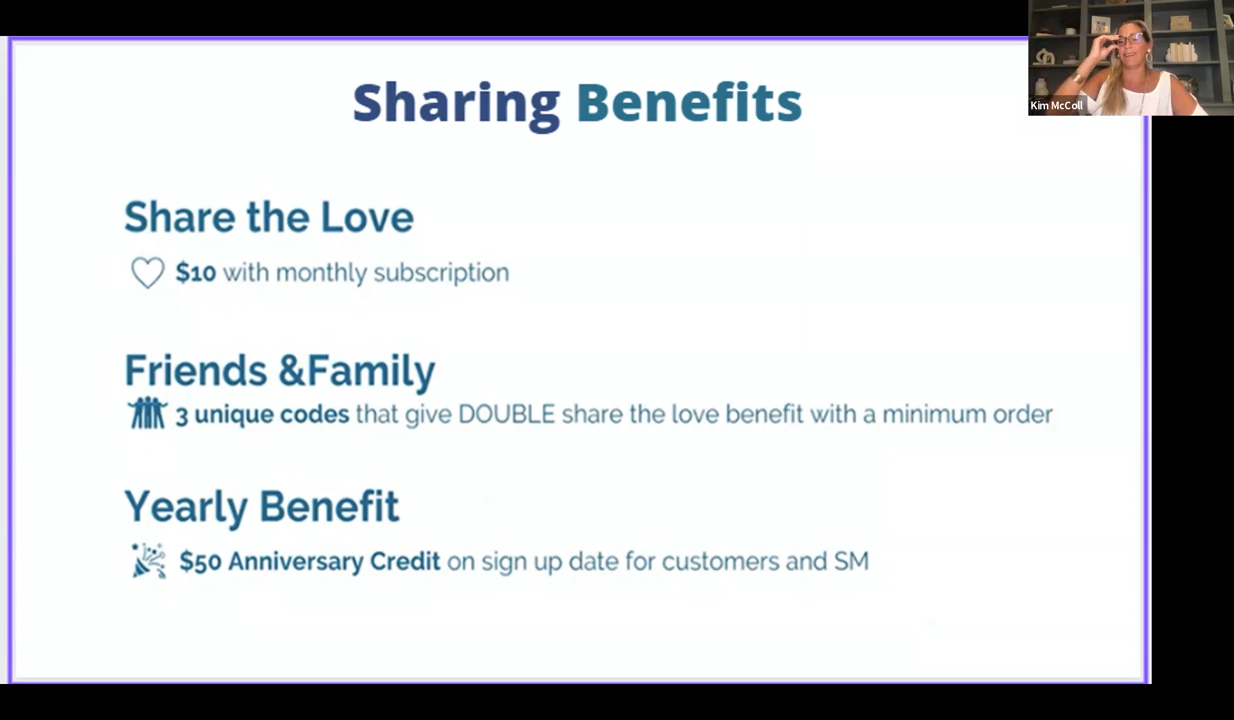 Sharing Benefits
Kim McColl
Share the Love
$10 with monthly subscription
Friends &Family
3 unique codes that give DOUBLE share the love benefit with a minimum order
Yearly Benefit
$50 Anniversary Credit on sign up date for customers and SM